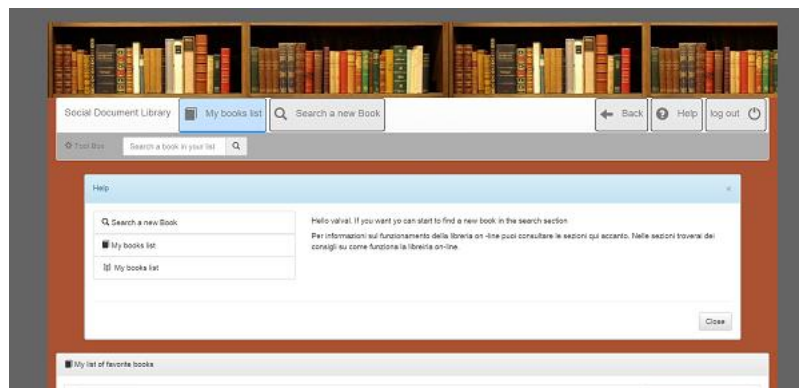 Social Document Library My books list Search a new Book Back Help log out
Tool Box Search a book in your list
Help ×
Search a new Book
My books list
My books list
Hello valval. If you want yo can start to find a new book in the search section
Per informazioni sul funzionamento della libreria on -line puoi consultare le sezioni qui accanto. Nelle sezioni troverai dei
consigli su come funziona la libreria on-line
Close
My list of favorite books